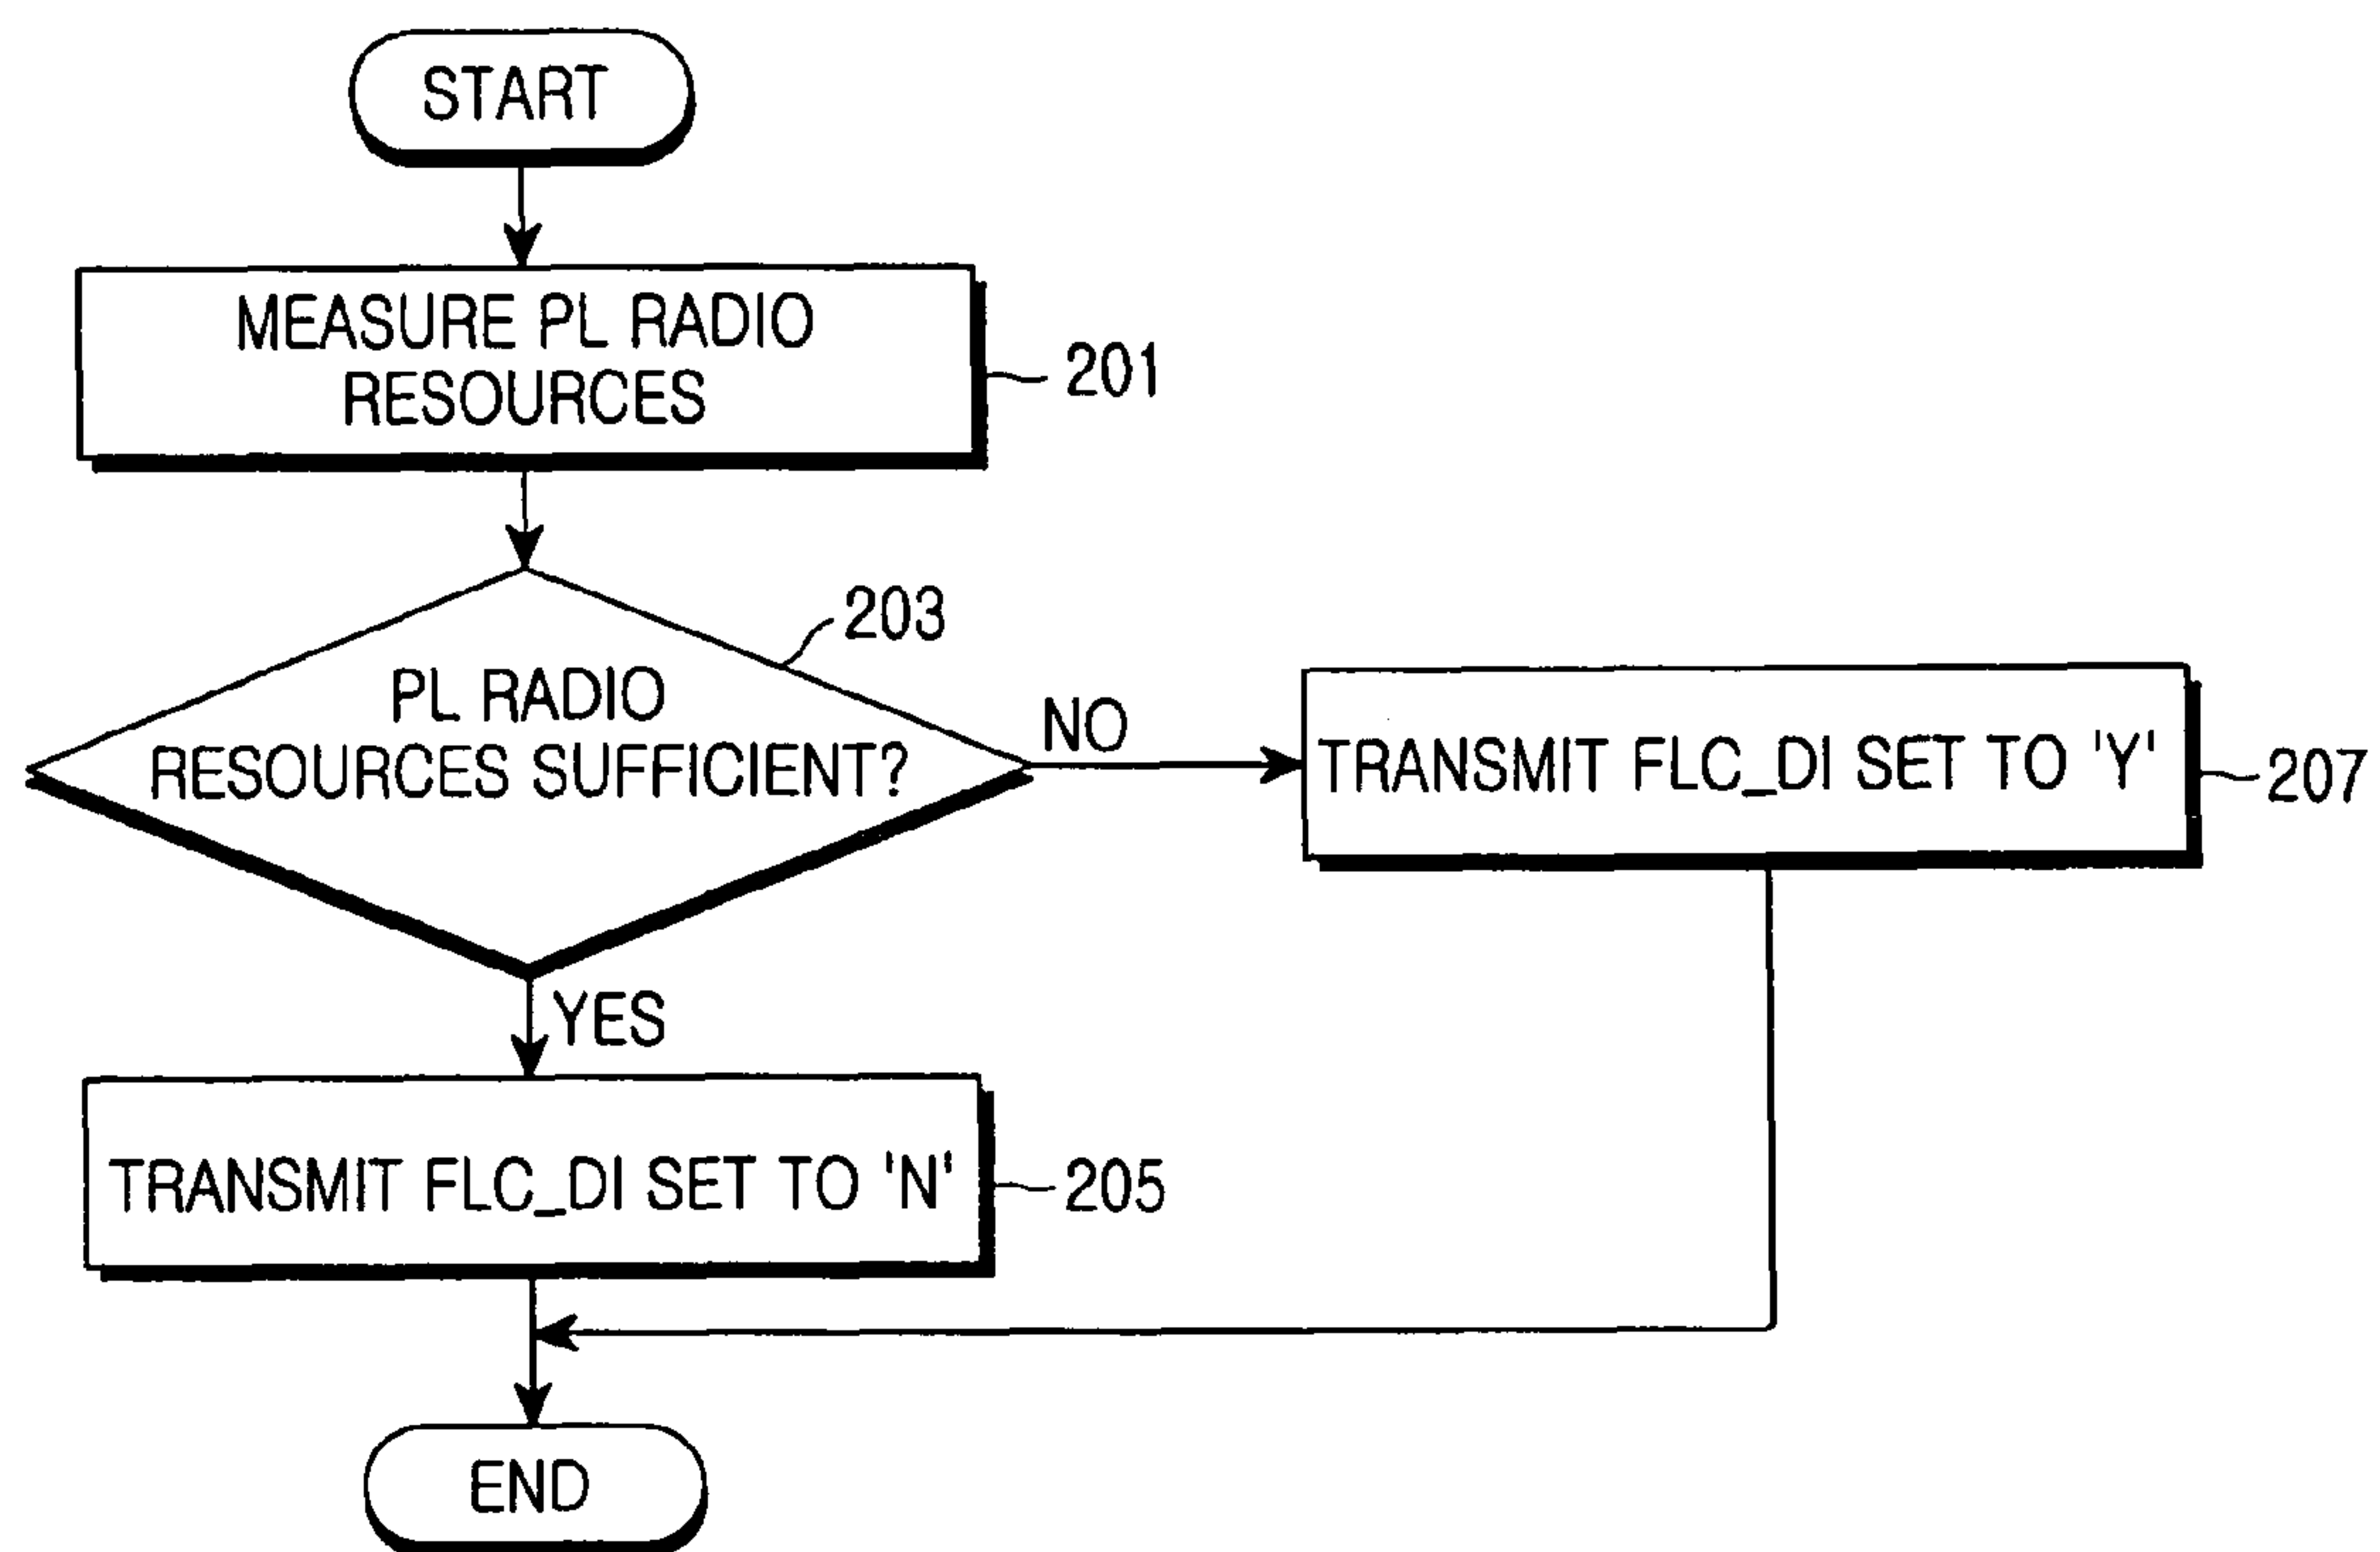 START
MEASURE PL RADIO
RESOURCES
201
203
PL RADIO
RESOURCES SUFFICIENT?
NO
TRANSMIT FLC_DI SET TO 'Y'
207
YES
TRANSMIT FLC_DI SET TO 'N'
205
END